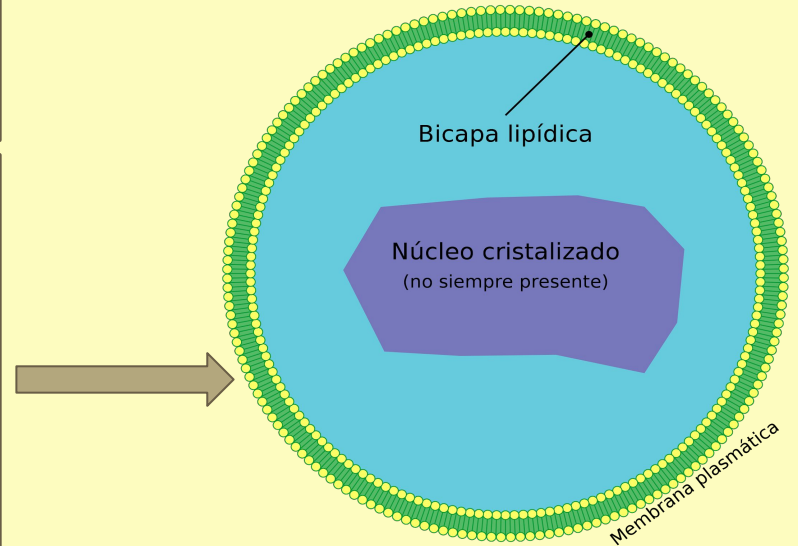 Bicapa lipídica
Núcleo cristalizado
(no siempre presente)
Membrana plasmática